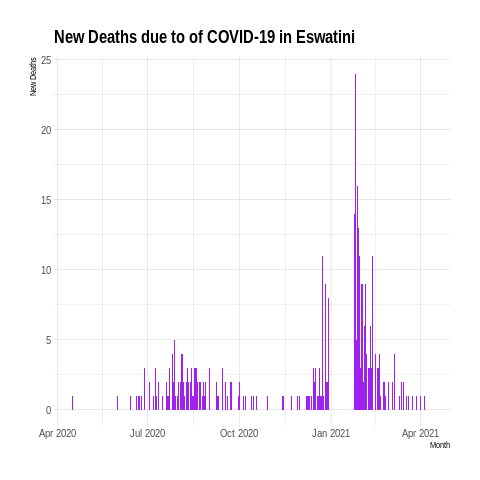 New Deaths due to of COVID-19 in Eswatini
New Deaths
25
20
15
10
5
0
Apr 2020 Jul 2020 Oct 2020 Jan 2021 Apr 2021
Month